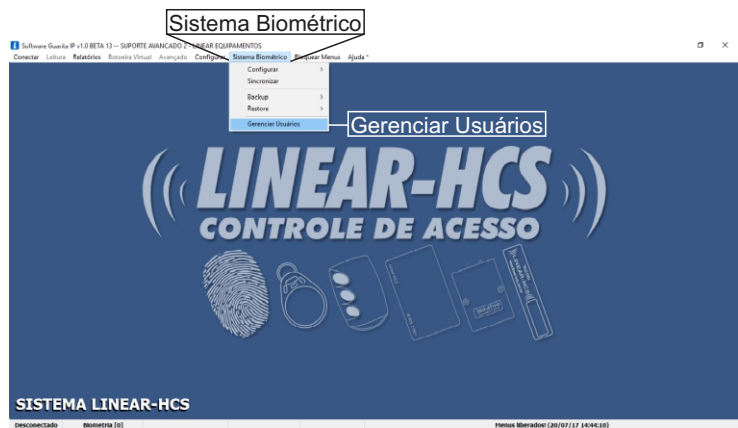 Sistema Biométrico
Software Guarita IP v1.0 BETA 13 -- SUPORTE AVANCADO 2 - LINEAR EQUIPAMENTOS
Conectar Leitura Relatórios Botoeira Virtual Avançado Configurar Sistema Biométrico Bloquear Menus Ajuda
Configurar
Sincronizar
Backup
Restore
Gerenciar Usuários
Gerenciar Usuários
LINEAR-HCS
CONTROLE DE ACESSO
SISTEMA LINEAR-HCS
Desconectado Biometria [0] Menus liberados! (20/07/17 14:44:10)